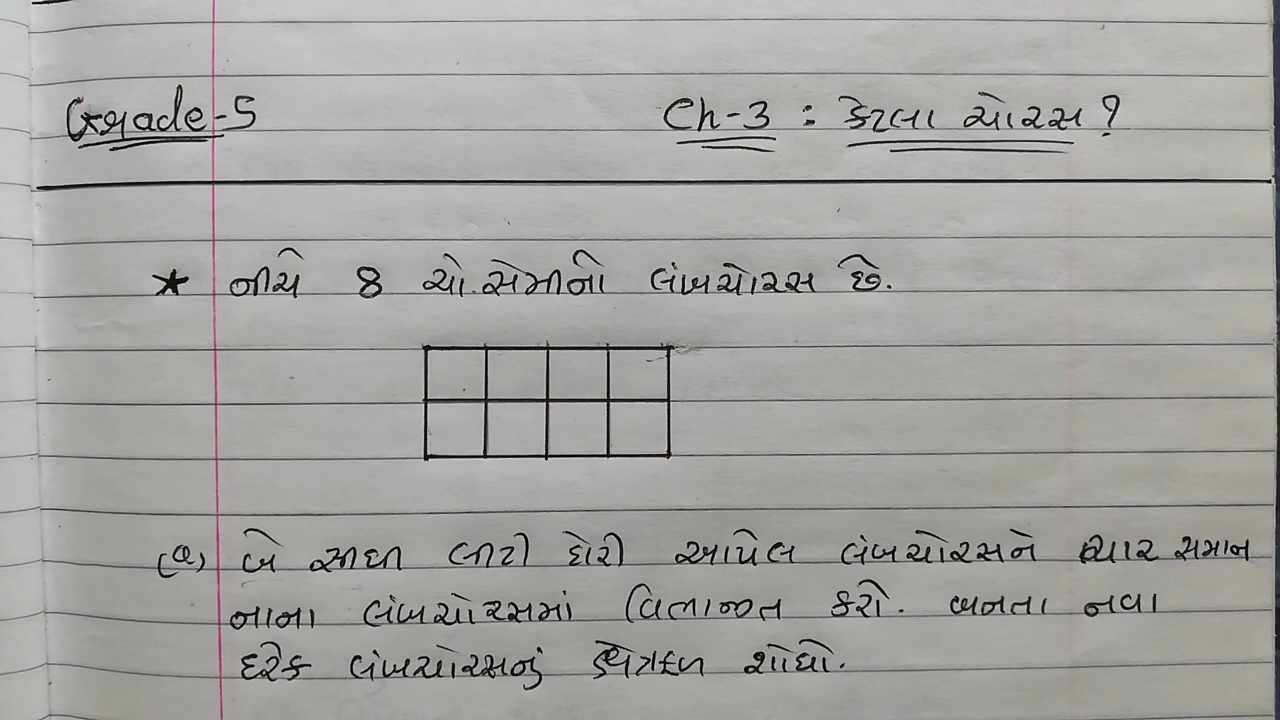 Grade-5
Ch-3 : કેટલા ચોરસ?
* નીચે 8 ચો.સેમીનો લંબચોરસ છે.
(a) બે સીધી લીટી દોરી આપેલ લંબચોરસને ચાર સમાન
નાના લંબચોરસમાં વિભાજીત કરો. બનતા નવા
દરેક લંબચોરસનું ક્ષેત્રફળ શોધો.